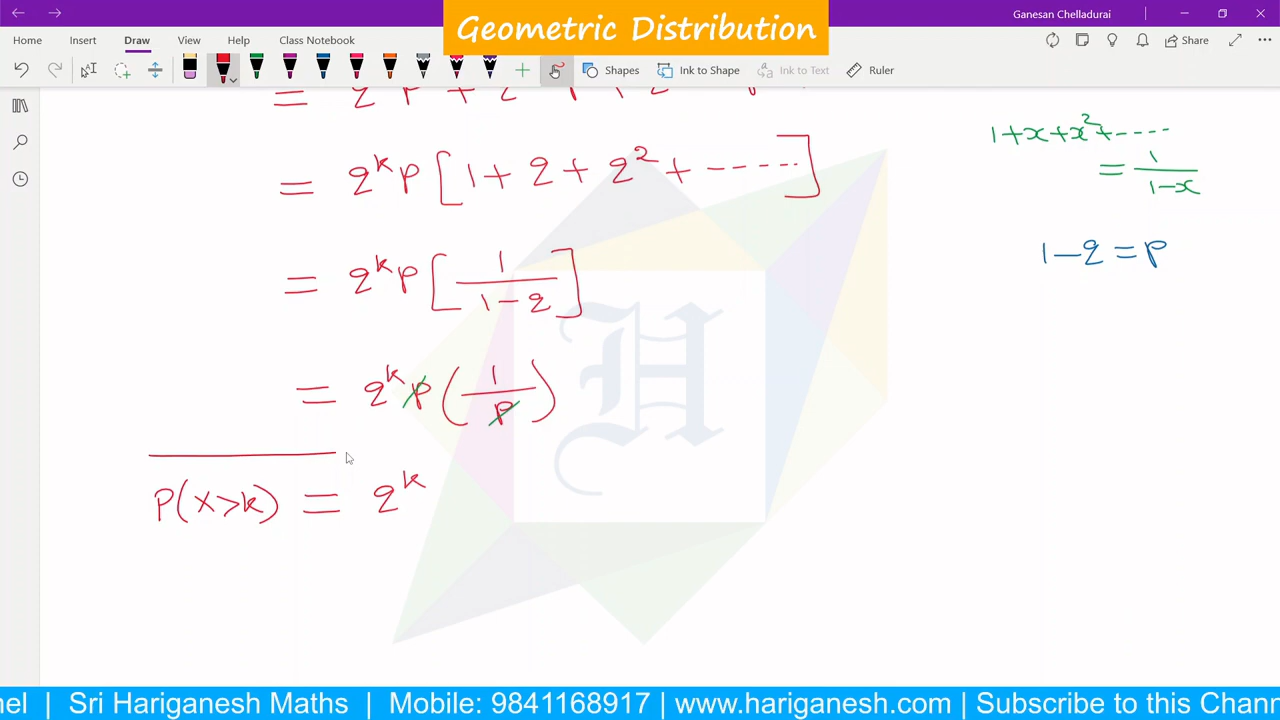 Geometric Distribution
Ganesan Chelladurai
Home Insert Draw View Help Class Notebook
Share
Shapes
Ink to Shape
Ink to Text
Ruler
= q^k p [1 + q + q^2 + -----]
= q^k p [1/(1-q)]
= q^k p (1/p)
P(X>k) = q^k
1+x+x^2+----
= 1/(1-x)
1-q=p
H
nel | Sri Hariganesh Maths | Mobile: 9841168917 | www.hariganesh.com | Subscribe to this Chan